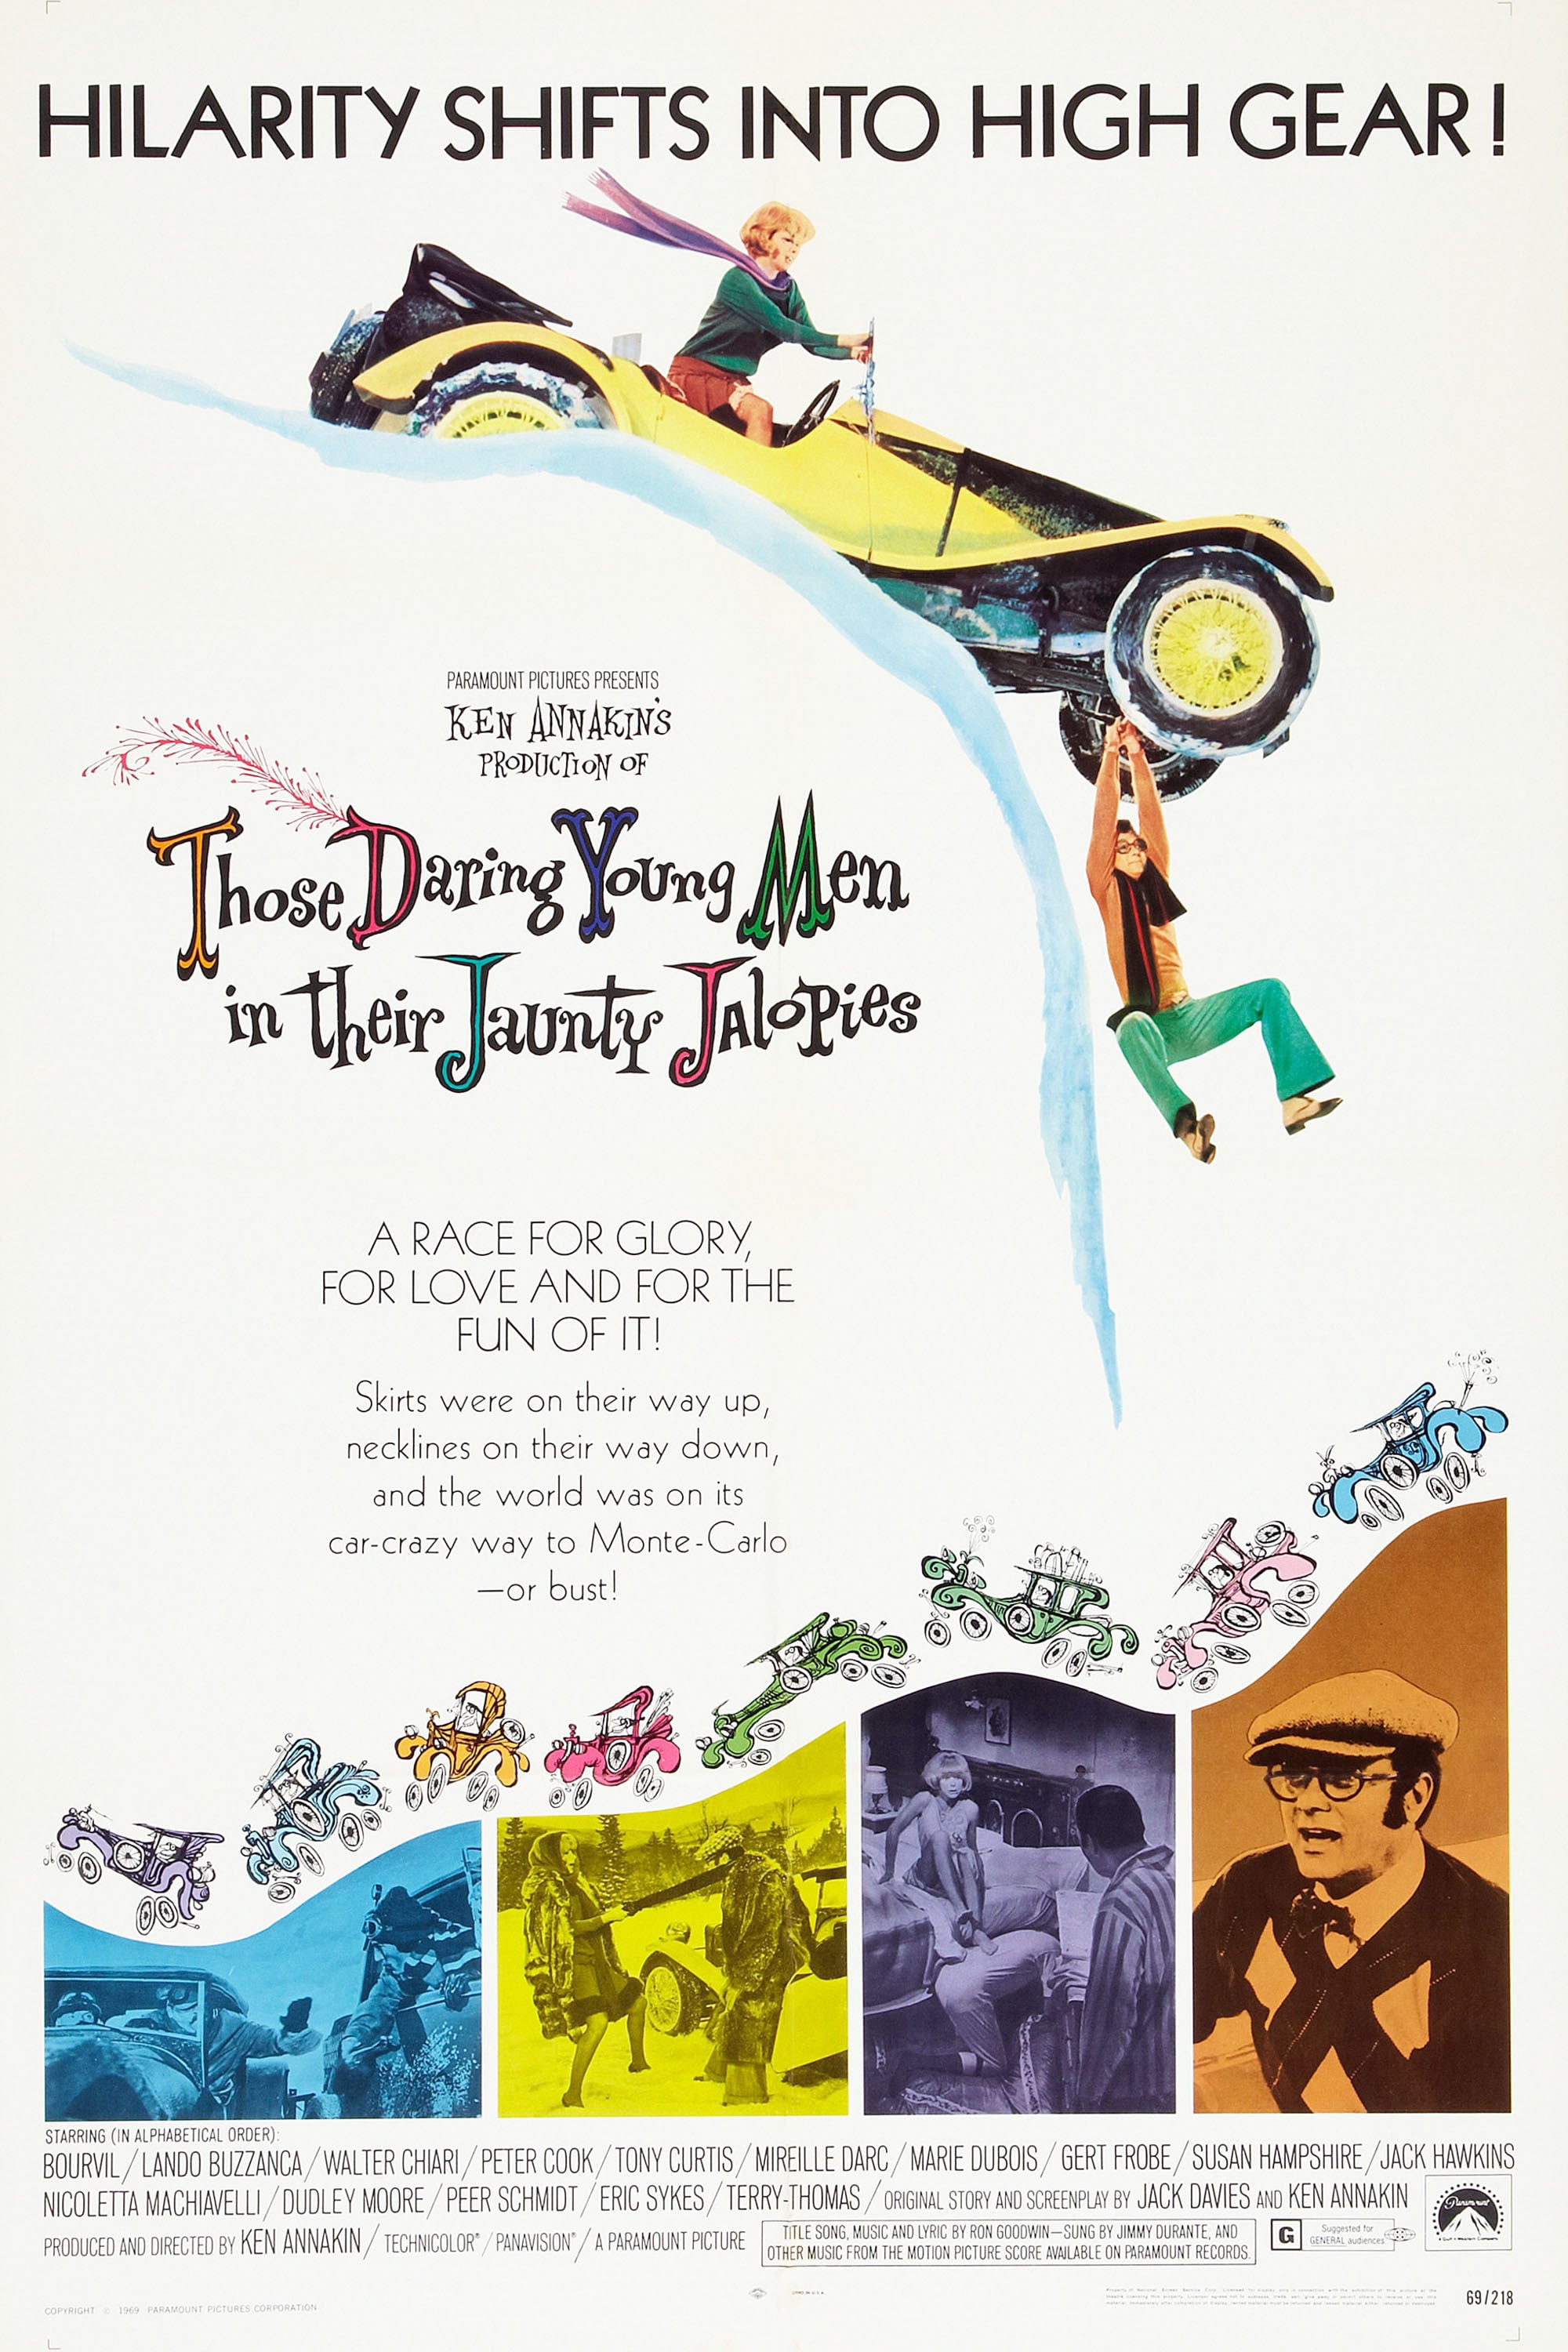 HILARITY SHIFTS INTO HIGH GEAR!
PARAMOUNT PICTURES PRESENTS
KEN ANNAKIN'S
PRODUCTION OF
Those Daring Young Men
in their Jaunty Jalopies
A RACE FOR GLORY,
FOR LOVE AND FOR THE
FUN OF IT!
Skirts were on their way up,
necklines on their way down,
and the world was on its
car-crazy way to Monte-Carlo
—or bust!
STARRING (IN ALPHABETICAL ORDER):
BOURVIL/LANDO BUZZANCA/WALTER CHIARI/PETER COOK/TONY CURTIS/MIREILLE DARC/MARIE DUBOIS/GERT FROBE/SUSAN HAMPSHIRE/JACK HAWKINS
NICOLETTA MACHIAVELLI/DUDLEY MOORE/PEER SCHMIDT/ERIC SYKES/TERRY-THOMAS/ORIGINAL STORY AND SCREENPLAY BY JACK DAVIES AND KEN ANNAKIN
PRODUCED AND DIRECTED BY KEN ANNAKIN/TECHNICOLOR®/PANAVISION®/A PARAMOUNT PICTURE
TITLE SONG, MUSIC AND LYRIC BY RON GOODWIN—SUNG BY JIMMY DURANTE, AND
OTHER MUSIC FROM THE MOTION PICTURE SCORE AVAILABLE ON PARAMOUNT RECORDS.
G
Suggested for
GENERAL audiences.
Paramount
A Gulf+Western Company
COPYRIGHT © 1969 PARAMOUNT PICTURES CORPORATION
69/218